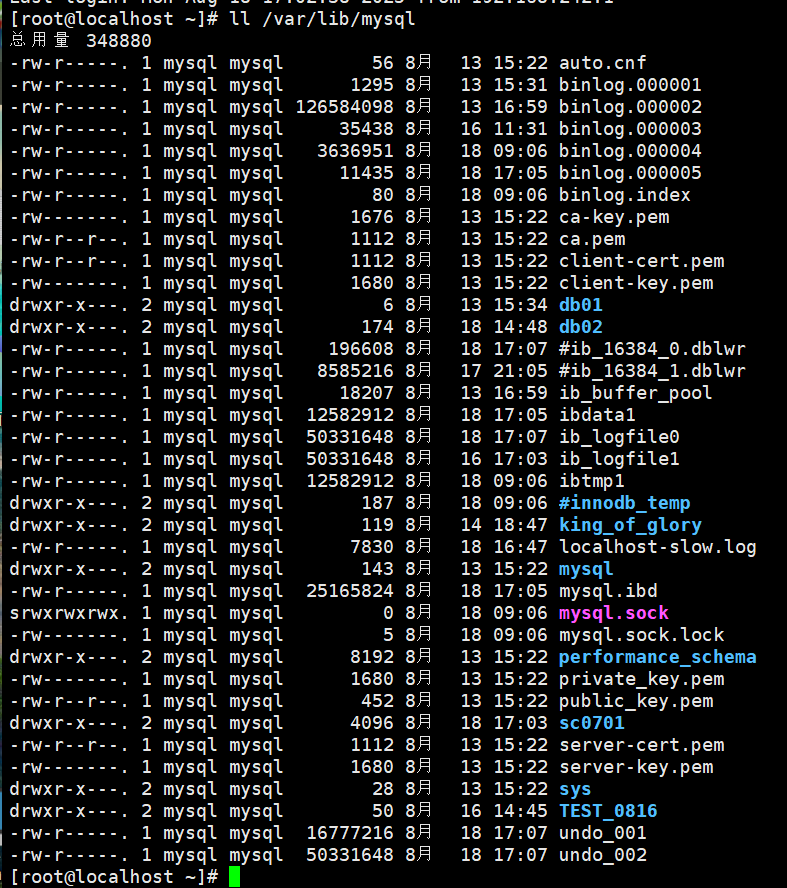 [root@localhost ~]# ll /var/lib/mysql
总用量 348880
-rw-r-----. 1 mysql mysql        56 8月   13 15:22 auto.cnf
-rw-r-----. 1 mysql mysql      1295 8月   13 15:31 binlog.000001
-rw-r-----. 1 mysql mysql 126584098 8月   13 16:59 binlog.000002
-rw-r-----. 1 mysql mysql     35438 8月   16 11:31 binlog.000003
-rw-r-----. 1 mysql mysql   3636951 8月   18 09:06 binlog.000004
-rw-r-----. 1 mysql mysql     11435 8月   18 17:05 binlog.000005
-rw-r-----. 1 mysql mysql        80 8月   18 09:06 binlog.index
-rw-------. 1 mysql mysql      1676 8月   13 15:22 ca-key.pem
-rw-r--r--. 1 mysql mysql      1112 8月   13 15:22 ca.pem
-rw-r--r--. 1 mysql mysql      1112 8月   13 15:22 client-cert.pem
-rw-------. 1 mysql mysql      1680 8月   13 15:22 client-key.pem
drwxr-x---. 2 mysql mysql         6 8月   13 15:34 db01
drwxr-x---. 2 mysql mysql       174 8月   18 14:48 db02
-rw-r-----. 1 mysql mysql    196608 8月   18 17:07 #ib_16384_0.dblwr
-rw-r-----. 1 mysql mysql   8585216 8月   17 21:05 #ib_16384_1.dblwr
-rw-r-----. 1 mysql mysql     18207 8月   13 16:59 ib_buffer_pool
-rw-r-----. 1 mysql mysql  12582912 8月   18 17:05 ibdata1
-rw-r-----. 1 mysql mysql  50331648 8月   18 17:07 ib_logfile0
-rw-r-----. 1 mysql mysql  50331648 8月   16 17:03 ib_logfile1
-rw-r-----. 1 mysql mysql  12582912 8月   18 09:06 ibtmp1
drwxr-x---. 2 mysql mysql       187 8月   18 09:06 #innodb_temp
drwxr-x---. 2 mysql mysql       119 8月   14 18:47 king_of_glory
-rw-r-----. 1 mysql mysql      7830 8月   18 16:47 localhost-slow.log
drwxr-x---. 2 mysql mysql       143 8月   13 15:22 mysql
-rw-r-----. 1 mysql mysql  25165824 8月   18 17:05 mysql.ibd
srwxrwxrwx. 1 mysql mysql         0 8月   18 09:06 mysql.sock
-rw-------. 1 mysql mysql         5 8月   18 09:06 mysql.sock.lock
drwxr-x---. 2 mysql mysql      8192 8月   13 15:22 performance_schema
-rw-------. 1 mysql mysql      1680 8月   13 15:22 private_key.pem
-rw-r--r--. 1 mysql mysql       452 8月   13 15:22 public_key.pem
drwxr-x---. 2 mysql mysql      4096 8月   18 17:03 sc0701
-rw-r--r--. 1 mysql mysql      1112 8月   13 15:22 server-cert.pem
-rw-------. 1 mysql mysql      1680 8月   13 15:22 server-key.pem
drwxr-x---. 2 mysql mysql        28 8月   13 15:22 sys
drwxr-x---. 2 mysql mysql        50 8月   16 14:45 TEST_0816
-rw-r-----. 1 mysql mysql  16777216 8月   18 17:07 undo_001
-rw-r-----. 1 mysql mysql  50331648 8月   18 17:07 undo_002
[root@localhost ~]#